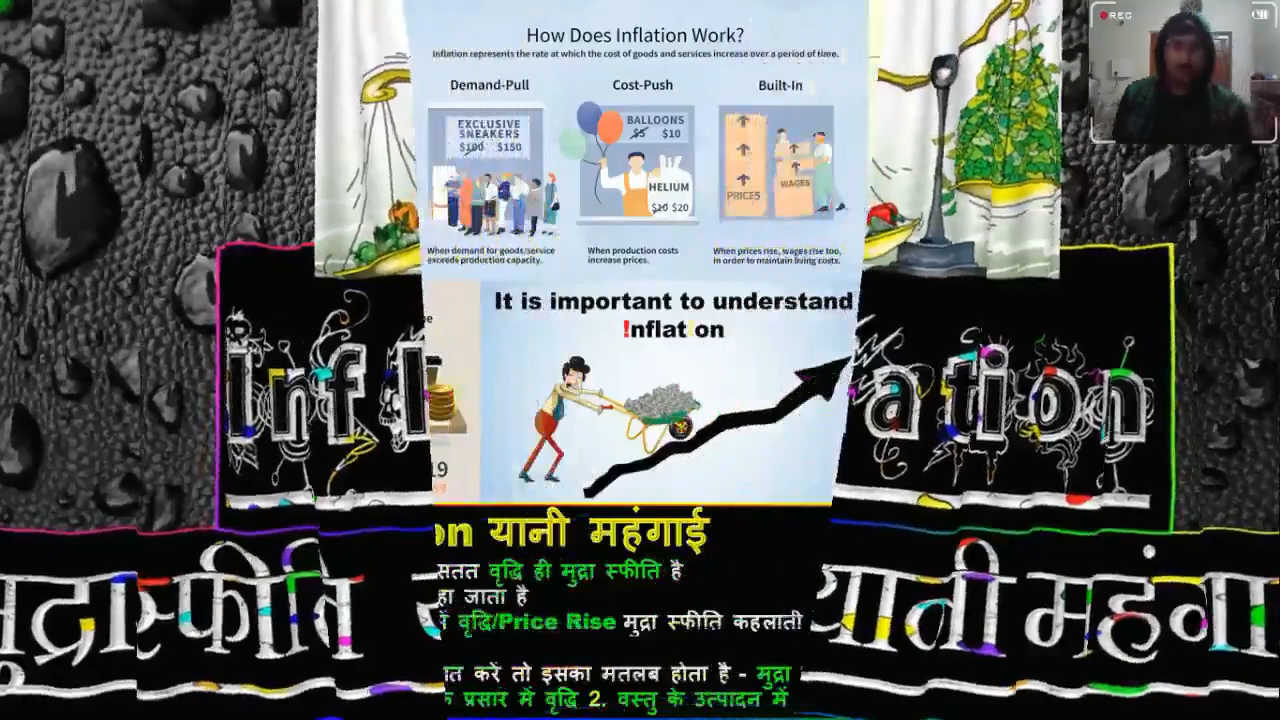 REC
How Does Inflation Work?
Inflation represents the rate at which the cost of goods and services increase over a period of time.
Demand-Pull
Cost-Push
Built-In
EXCLUSIVE
SNEAKERS
$100 $150
BALLOONS
$5 $10
HELIUM
$10 $20
PRICES
WAGES
When demand for goods/service
exceeds production capacity.
When production costs
increase prices.
When prices rise, wages rise too,
in order to maintain living costs.
It is important to understand
!nflat!on
Inf
ation
19
on यानी महंगाई
सतत वृद्धि ही मुद्रा स्फीति है
हा जाता है
वृद्धि/Price Rise मुद्रा स्फीति कहलाती
मुद्रास्फीति
यानी महंगा
करें तो इसका मतलब होता है - मुद्रा
के प्रसार में वृद्धि 2. वस्तु के उत्पादन में